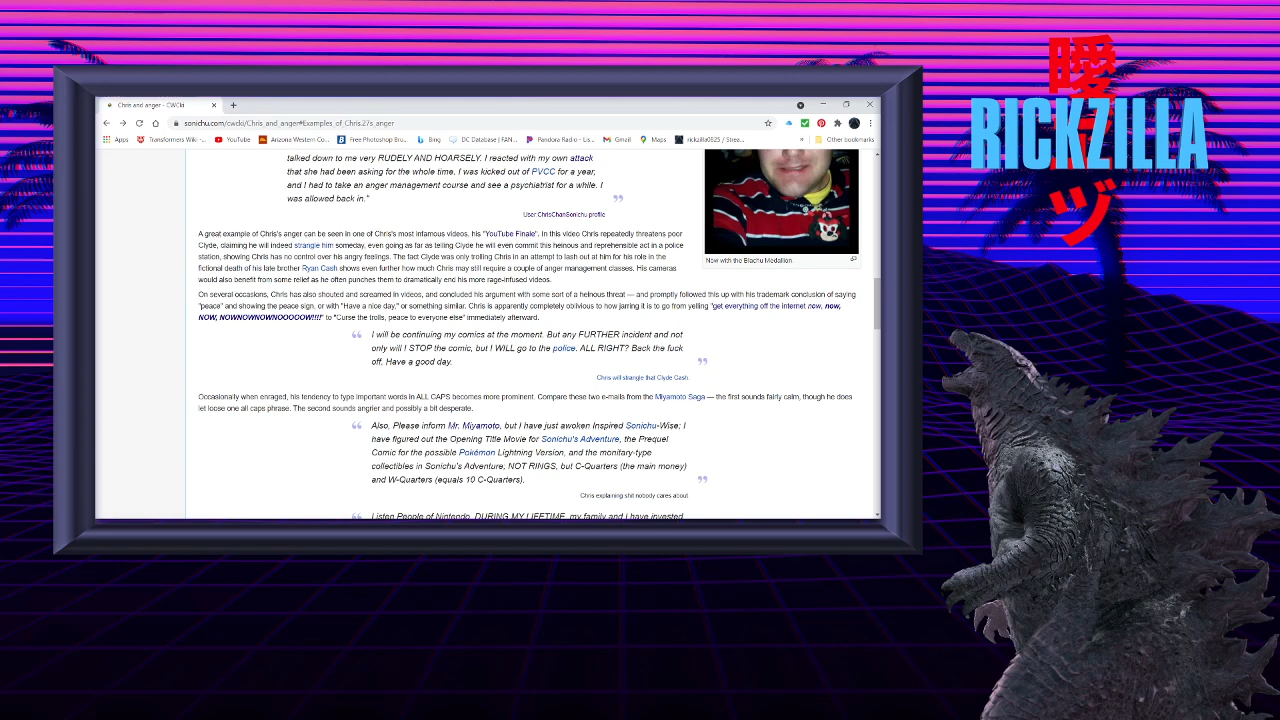 Chris and anger - CWCki
sonichu.com/cwcki/Chris_and_anger#Examples_of_Chris.27s_anger
Apps Transformers Wiki -... YouTube Arizona Western Co... Free Photoshop Brus... Bing DC Database | FAN... Pandora Radio – Lis... Gmail Maps rickzilla0825 / Strea... » Other bookmarks
talked down to me very RUDELY AND HOARSELY. I reacted with my own attack
that she had been asking for the whole time. I was kicked out of PVCC for a year,
and I had to take an anger management course and see a psychiatrist for a while. I
was allowed back in."
User ChrisChanSonichu profile
Now with the Blachu Medallion.
A great example of Chris's anger can be seen in one of Chris's most infamous videos, his "YouTube Finale". In this video Chris repeatedly threatens poor
Clyde, claiming he will indeed strangle him someday, even going as far as telling Clyde he will even commit this heinous and reprehensible act in a police
station, showing Chris has no control over his angry feelings. The fact Clyde was only trolling Chris in an attempt to lash out at him for his role in the
fictional death of his late brother Ryan Cash shows even further how much Chris may still require a couple of anger management classes. His cameras
would also benefit from some relief as he often punches them to dramatically end his more rage-infused videos.
On several occasions, Chris has also shouted and screamed in videos, and concluded his argument with some sort of a heinous threat — and promptly followed this up with his trademark conclusion of saying
"peace" and showing the peace sign, or with "Have a nice day," or something similar. Chris is apparently completely oblivious to how jarring it is to go from yelling "get everything off the internet now, now,
NOW, NOWNOWNOWNOOOOW!!!!" to "Curse the trolls, peace to everyone else" immediately afterward.
I will be continuing my comics at the moment. But any FURTHER incident and not
only will I STOP the comic, but I WILL go to the police. ALL RIGHT? Back the fuck
off. Have a good day.
Chris will strangle that Clyde Cash.
Occasionally when enraged, his tendency to type important words in ALL CAPS becomes more prominent. Compare these two e-mails from the Miyamoto Saga — the first sounds fairly calm, though he does
let loose one all caps phrase. The second sounds angrier and possibly a bit desperate.
Also, Please inform Mr. Miyamoto, but I have just awoken Inspired Sonichu-Wise; I
have figured out the Opening Title Movie for Sonichu's Adventure, the Prequel
Comic for the possible Pokémon Lightning Version, and the monitary-type
collectibles in Sonichu's Adventure; NOT RINGS, but C-Quarters (the main money)
and W-Quarters (equals 10 C-Quarters).
Chris explaining shit nobody cares about
Listen People of Nintendo, DURING MY LIFETIME, my family and I have invested
RICKZILLA